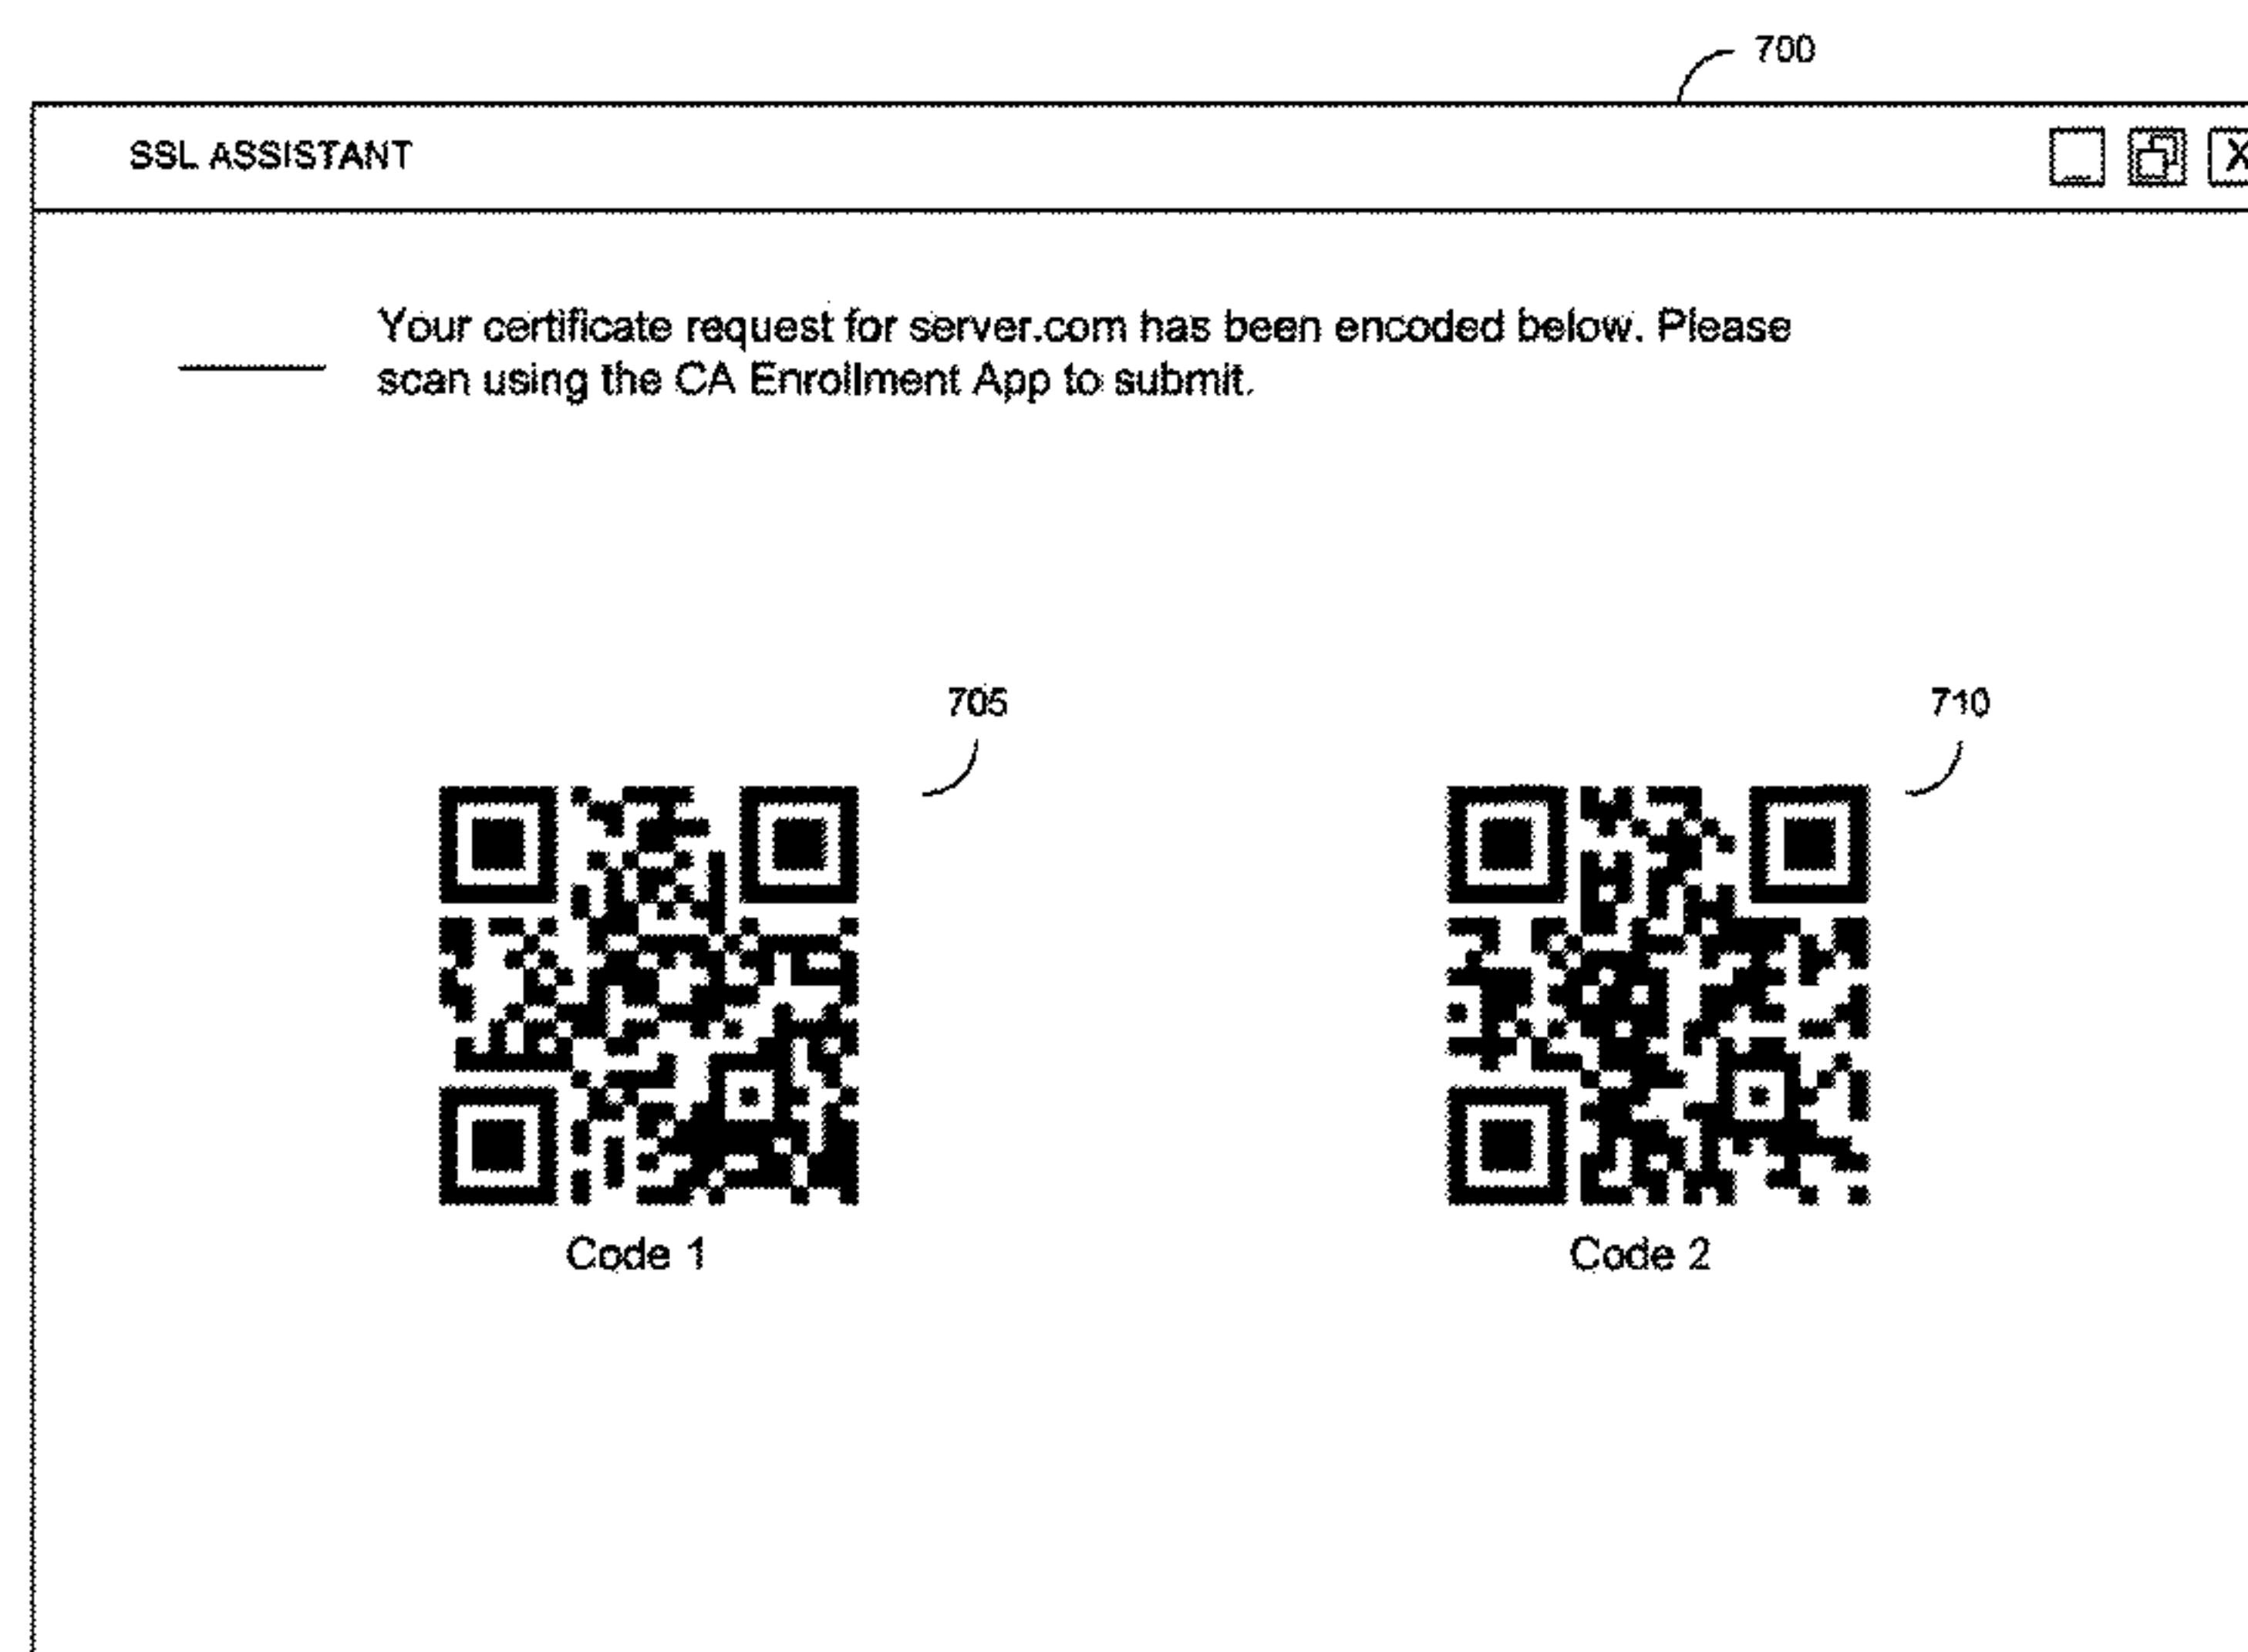 700
SSL ASSISTANT
X
Your certificate request for server.com has been encoded below. Please
scan using the CA Enrollment App to submit.
705
710
Code 1
Code 2